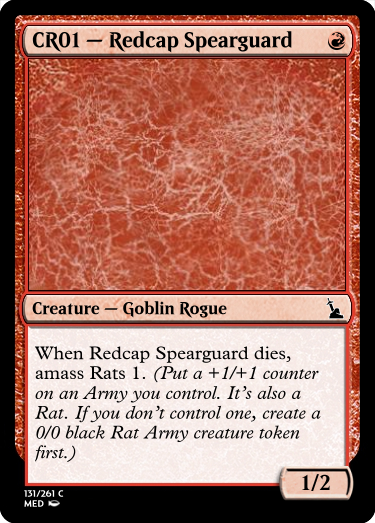 CR01 — Redcap Spearguard
Creature — Goblin Rogue
When Redcap Spearguard dies,
amass Rats 1. (Put a +1/+1 counter
on an Army you control. It's also a
Rat. If you don't control one, create a
0/0 black Rat Army creature token
first.)
1/2
131/261 C
MED